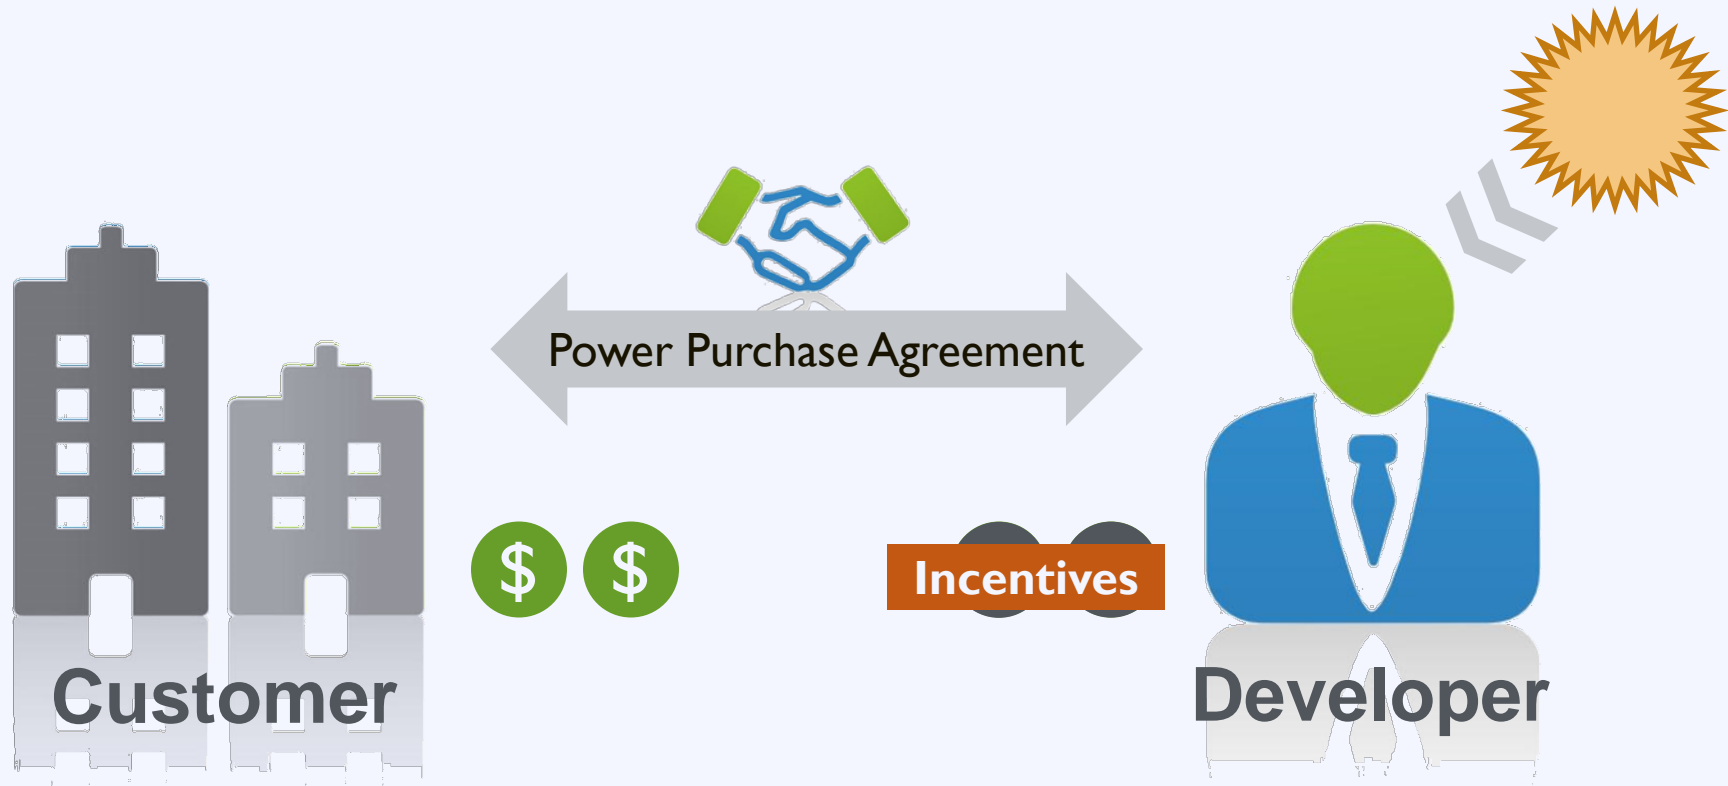 Power Purchase Agreement
$ $
Incentives
Customer
Developer